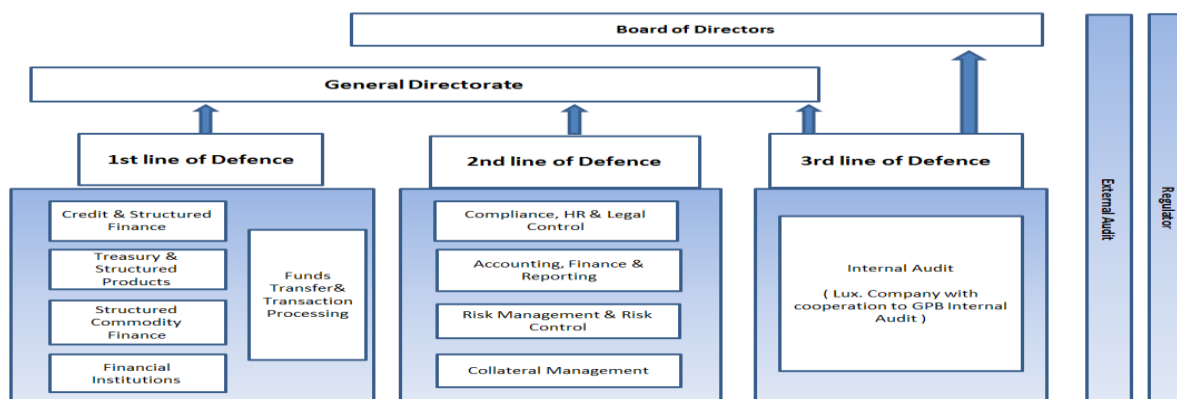 Board of Directors
General Directorate
1st line of Defence
Credit & Structured
Finance
Treasury &
Structured
Products
Structured
Commodity
Finance
Financial
Institutions
Funds
Transfer&
Transaction
Processing
2nd line of Defence
Compliance, HR & Legal
Control
Accounting, Finance &
Reporting
Risk Management & Risk
Control
Collateral Management
3rd line of Defence
Internal Audit
( Lux. Company with
cooperation to GPB Internal
Audit )
External Audit
Regulator